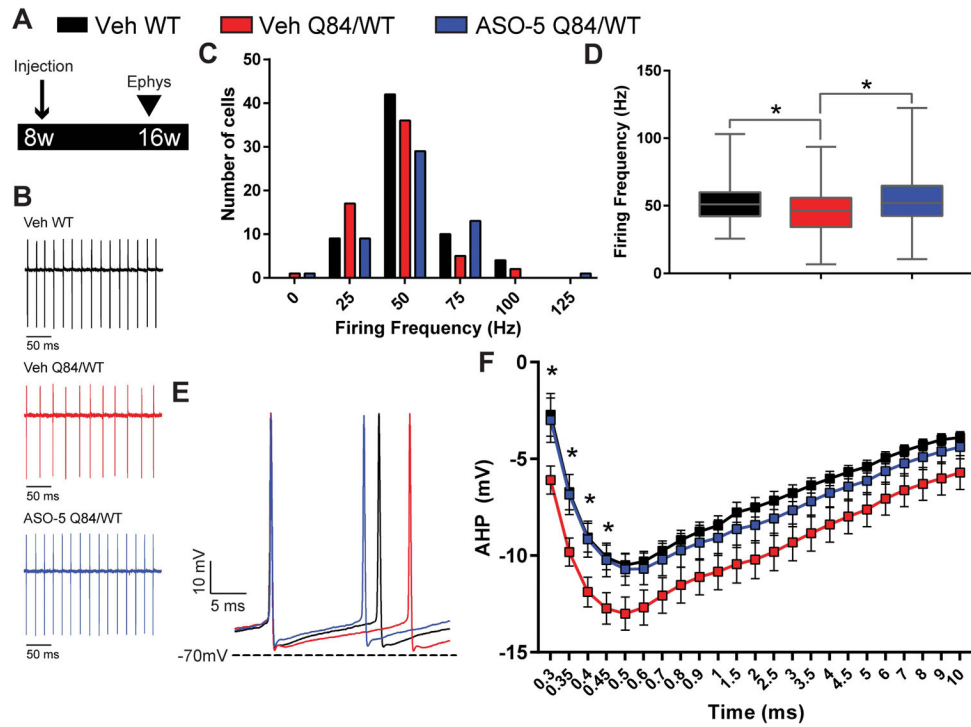 A
Veh WT
Veh Q84/WT
ASO-5 Q84/WT
Injection
Ephys
8w
16w
B
Veh WT
50 ms
Veh Q84/WT
50 ms
ASO-5 Q84/WT
50 ms
C
Number of cells
50
40
30
20
10
0
0
25
50
75
100
125
Firing Frequency (Hz)
D
Firing Frequency (Hz)
150
100
50
0
*
*
E
10 mV
5 ms
-70mV
F
AHP (mV)
0
-5
-10
-15
*
*
*
*
0.3
0.35
0.4
0.45
0.5
0.6
0.7
0.8
0.9
1
1.5
2
2.5
3
3.5
4
4.5
5
6
7
8
9
10
Time (ms)